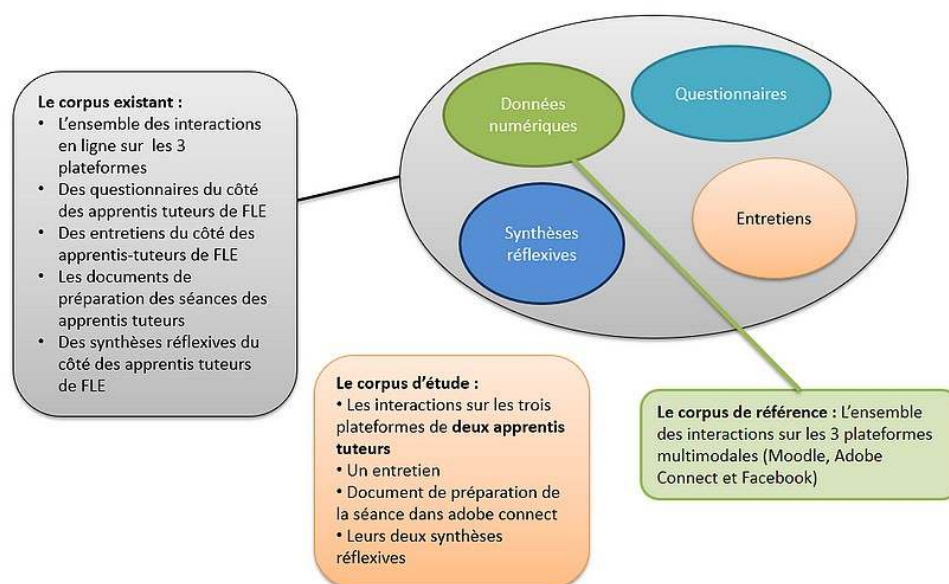 Le corpus existant :
• L'ensemble des interactions
en ligne sur les 3
plateformes
• Des questionnaires du côté
des apprentis tuteurs de FLE
• Des entretiens du côté des
apprentis-tuteurs de FLE
• Les documents de
préparation des séances des
apprentis tuteurs
• Des synthèses réflexives du
côté des apprentis tuteurs
de FLE
Données
numériques
Questionnaires
Synthèses
réflexives
Entretiens
Le corpus d'étude :
• Les interactions sur les trois
plateformes de deux apprentis
tuteurs
• Un entretien
• Document de préparation de
la séance dans adobe connect
• Leurs deux synthèses
réflexives
Le corpus de référence : L'ensemble
des interactions sur les 3 plateformes
multimodales (Moodle, Adobe
Connect et Facebook)